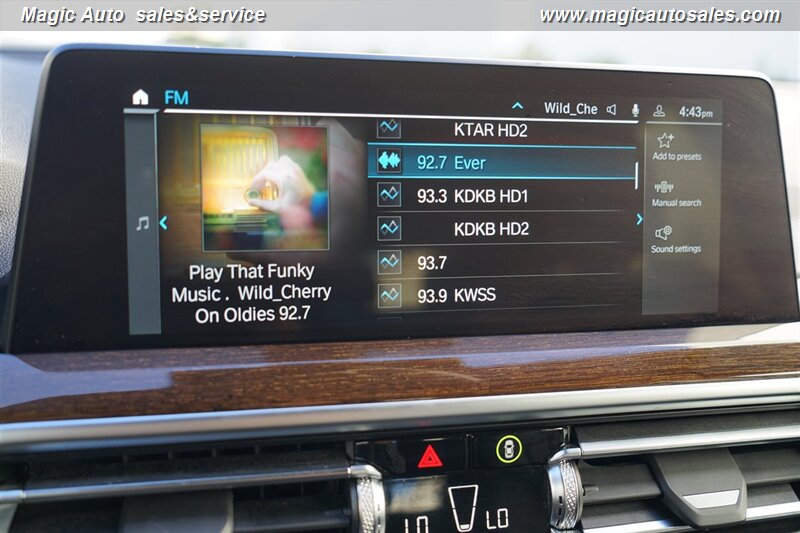 Magic Auto sales&service
www.magicautosales.com
FM
Wild_Che
4:43pm
KTAR HD2
92.7 Ever
93.3 KDKB HD1
KDKB HD2
93.7
93.9 KWSS
Play That Funky
Music . Wild_Cherry
On Oldies 92.7
Add to presets
Manual search
Sound settings
LO
LO